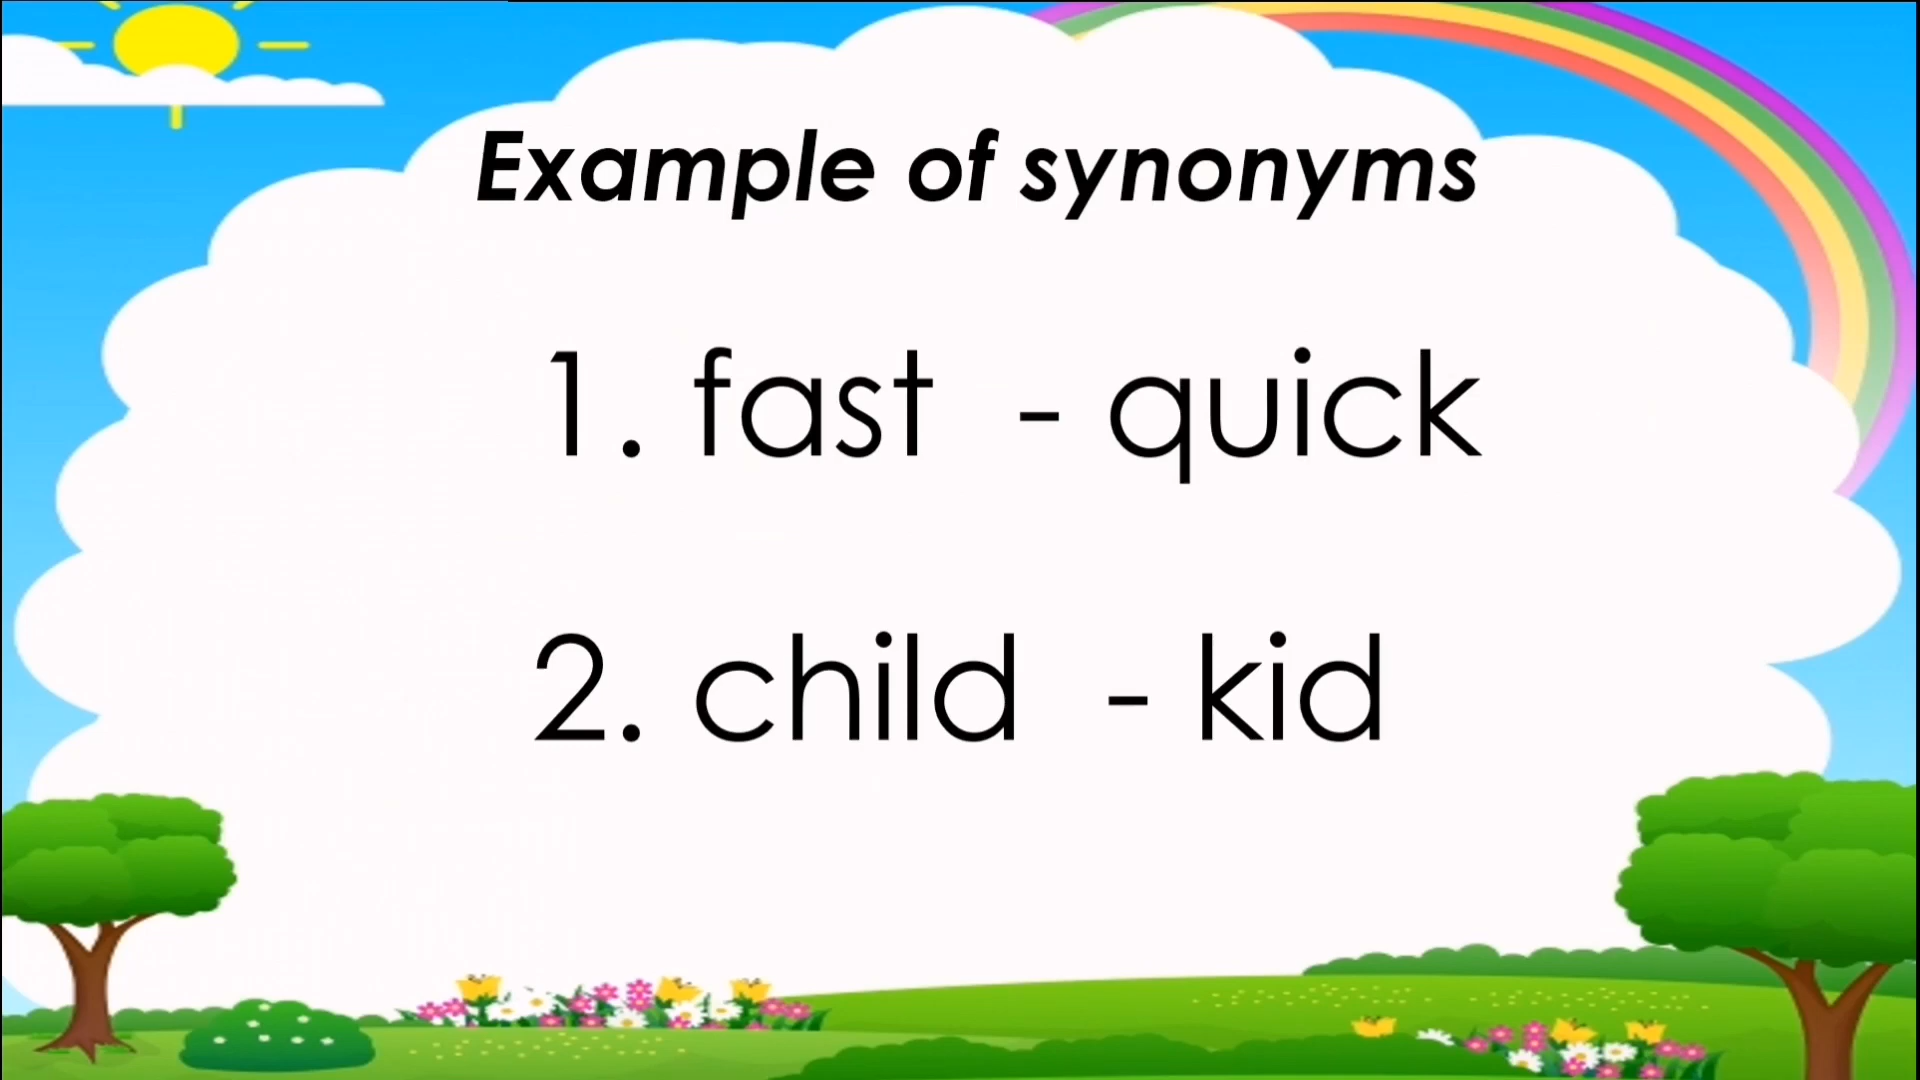 Example of synonyms
1. fast - quick
2. child - kid